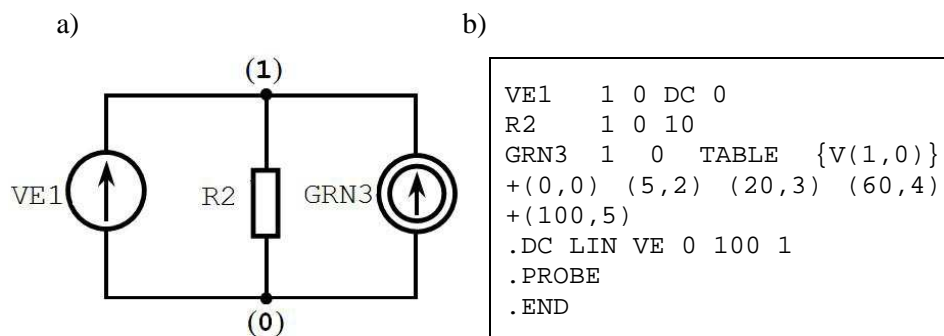 a)
b)
(1)
VE1
R2
GRN3
(0)
VE1 1 0 DC 0
R2 1 0 10
GRN3 1 0 TABLE {V(1,0)}
+(0,0) (5,2) (20,3) (60,4)
+(100,5)
.DC LIN VE 0 100 1
.PROBE
.END